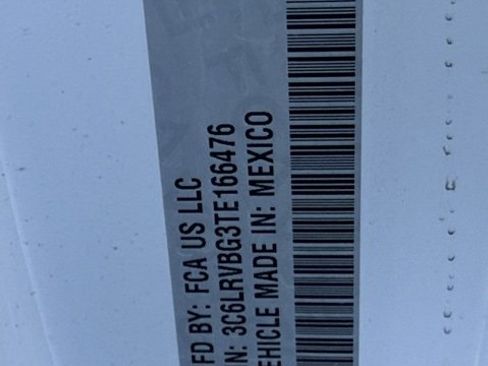 FD BY: FCA US LLC
N: 3C6LRVBG3TE166476
EHICLE MADE IN: MEXICO